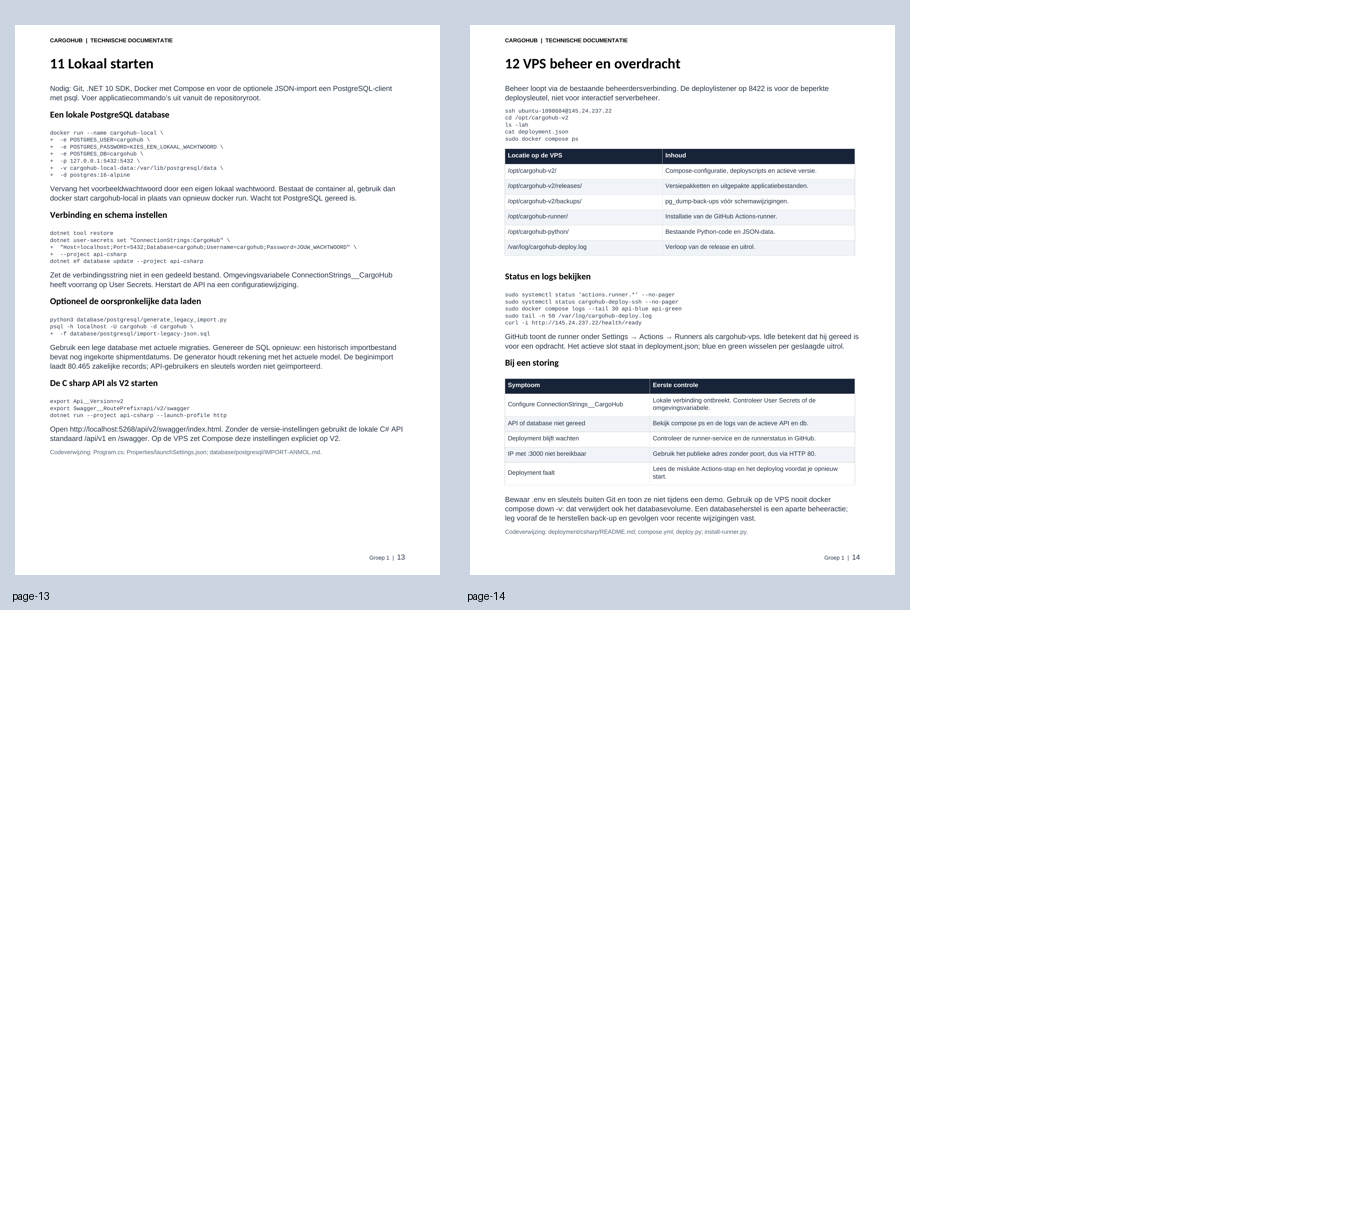 CARGOHUB | TECHNISCHE DOCUMENTATIE
11 Lokaal starten
Nodig: Git, .NET 10 SDK, Docker met Compose en voor de optionele JSON-import een PostgreSQL-client
met psql. Voer applicatiecommando's uit vanuit de repositoryroot.
Een lokale PostgreSQL database
docker run --name cargohub-local \
+  -e POSTGRES_USER=cargohub \
+  -e POSTGRES_PASSWORD=KIES_EEN_LOKAAL_WACHTWOORD \
+  -e POSTGRES_DB=cargohub \
+  -p 127.0.0.1:5432:5432 \
+  -v cargohub-local-data:/var/lib/postgresql/data \
+  -d postgres:16-alpine
Vervang het voorbeeldwachtwoord door een eigen lokaal wachtwoord. Bestaat de container al, gebruik dan
docker start cargohub-local in plaats van opnieuw docker run. Wacht tot PostgreSQL gereed is.
Verbinding en schema instellen
dotnet tool restore
dotnet user-secrets set "ConnectionStrings:CargoHub" \
+  "Host=localhost;Port=5432;Database=cargohub;Username=cargohub;Password=JOUW_WACHTWOORD" \
+  --project api-csharp
dotnet ef database update --project api-csharp
Zet de verbindingsstring niet in een gedeeld bestand. Omgevingsvariabele ConnectionStrings__CargoHub
heeft voorrang op User Secrets. Herstart de API na een configuratiewijziging.
Optioneel de oorspronkelijke data laden
python3 database/postgresql/generate_legacy_import.py
psql -h localhost -U cargohub -d cargohub \
+  -f database/postgresql/import-legacy-json.sql
Gebruik een lege database met actuele migraties. Genereer de SQL opnieuw: een historisch importbestand
bevat nog ingekorte shipmentdatums. De generator houdt rekening met het actuele model. De beginimport
laadt 80.465 zakelijke records; API-gebruikers en sleutels worden niet geïmporteerd.
De C sharp API als V2 starten
export Api__Version=v2
export Swagger__RoutePrefix=api/v2/swagger
dotnet run --project api-csharp --launch-profile http
Open http://localhost:5268/api/v2/swagger/index.html. Zonder de versie-instellingen gebruikt de lokale C# API
standaard /api/v1 en /swagger. Op de VPS zet Compose deze instellingen expliciet op V2.
Codeverwijzing: Program.cs; Properties/launchSettings.json; database/postgresql/IMPORT-ANMOL.md.
Groep 1 | 13
page-13
CARGOHUB | TECHNISCHE DOCUMENTATIE
12 VPS beheer en overdracht
Beheer loopt via de bestaande beheerdersverbinding. De deploylistener op 8422 is voor de beperkte
deploysleutel, niet voor interactief serverbeheer.
ssh ubuntu-1098684@145.24.237.22
cd /opt/cargohub-v2
ls -lah
cat deployment.json
sudo docker compose ps
Locatie op de VPS Inhoud
/opt/cargohub-v2/ Compose-configuratie, deployscripts en actieve versie.
/opt/cargohub-v2/releases/ Versiepakketten en uitgepakte applicatiebestanden.
/opt/cargohub-v2/backups/ pg_dump-back-ups vóór schemawijzigingen.
/opt/cargohub-runner/ Installatie van de GitHub Actions-runner.
/opt/cargohub-python/ Bestaande Python-code en JSON-data.
/var/log/cargohub-deploy.log Verloop van de release en uitrol.
Status en logs bekijken
sudo systemctl status 'actions.runner.*' --no-pager
sudo systemctl status cargohub-deploy-ssh --no-pager
sudo docker compose logs --tail 30 api-blue api-green
sudo tail -n 50 /var/log/cargohub-deploy.log
curl -i http://145.24.237.22/health/ready
GitHub toont de runner onder Settings → Actions → Runners als cargohub-vps. Idle betekent dat hij gereed is
voor een opdracht. Het actieve slot staat in deployment.json; blue en green wisselen per geslaagde uitrol.
Bij een storing
Symptoom Eerste controle
Configure ConnectionStrings__CargoHub Lokale verbinding ontbreekt. Controleer User Secrets of de
omgevingsvariabele.
API of database niet gereed Bekijk compose ps en de logs van de actieve API en db.
Deployment blijft wachten Controleer de runner-service en de runnerstatus in GitHub.
IP met :3000 niet bereikbaar Gebruik het publieke adres zonder poort, dus via HTTP 80.
Deployment faalt Lees de mislukte Actions-stap en het deploylog voordat je opnieuw
start.
Bewaar .env en sleutels buiten Git en toon ze niet tijdens een demo. Gebruik op de VPS nooit docker
compose down -v: dat verwijdert ook het databasevolume. Een databaseherstel is een aparte beheeractie;
leg vooraf de te herstellen back-up en gevolgen voor recente wijzigingen vast.
Codeverwijzing: deployment/csharp/README.md; compose.yml; deploy.py; install-runner.py.
Groep 1 | 14
page-14